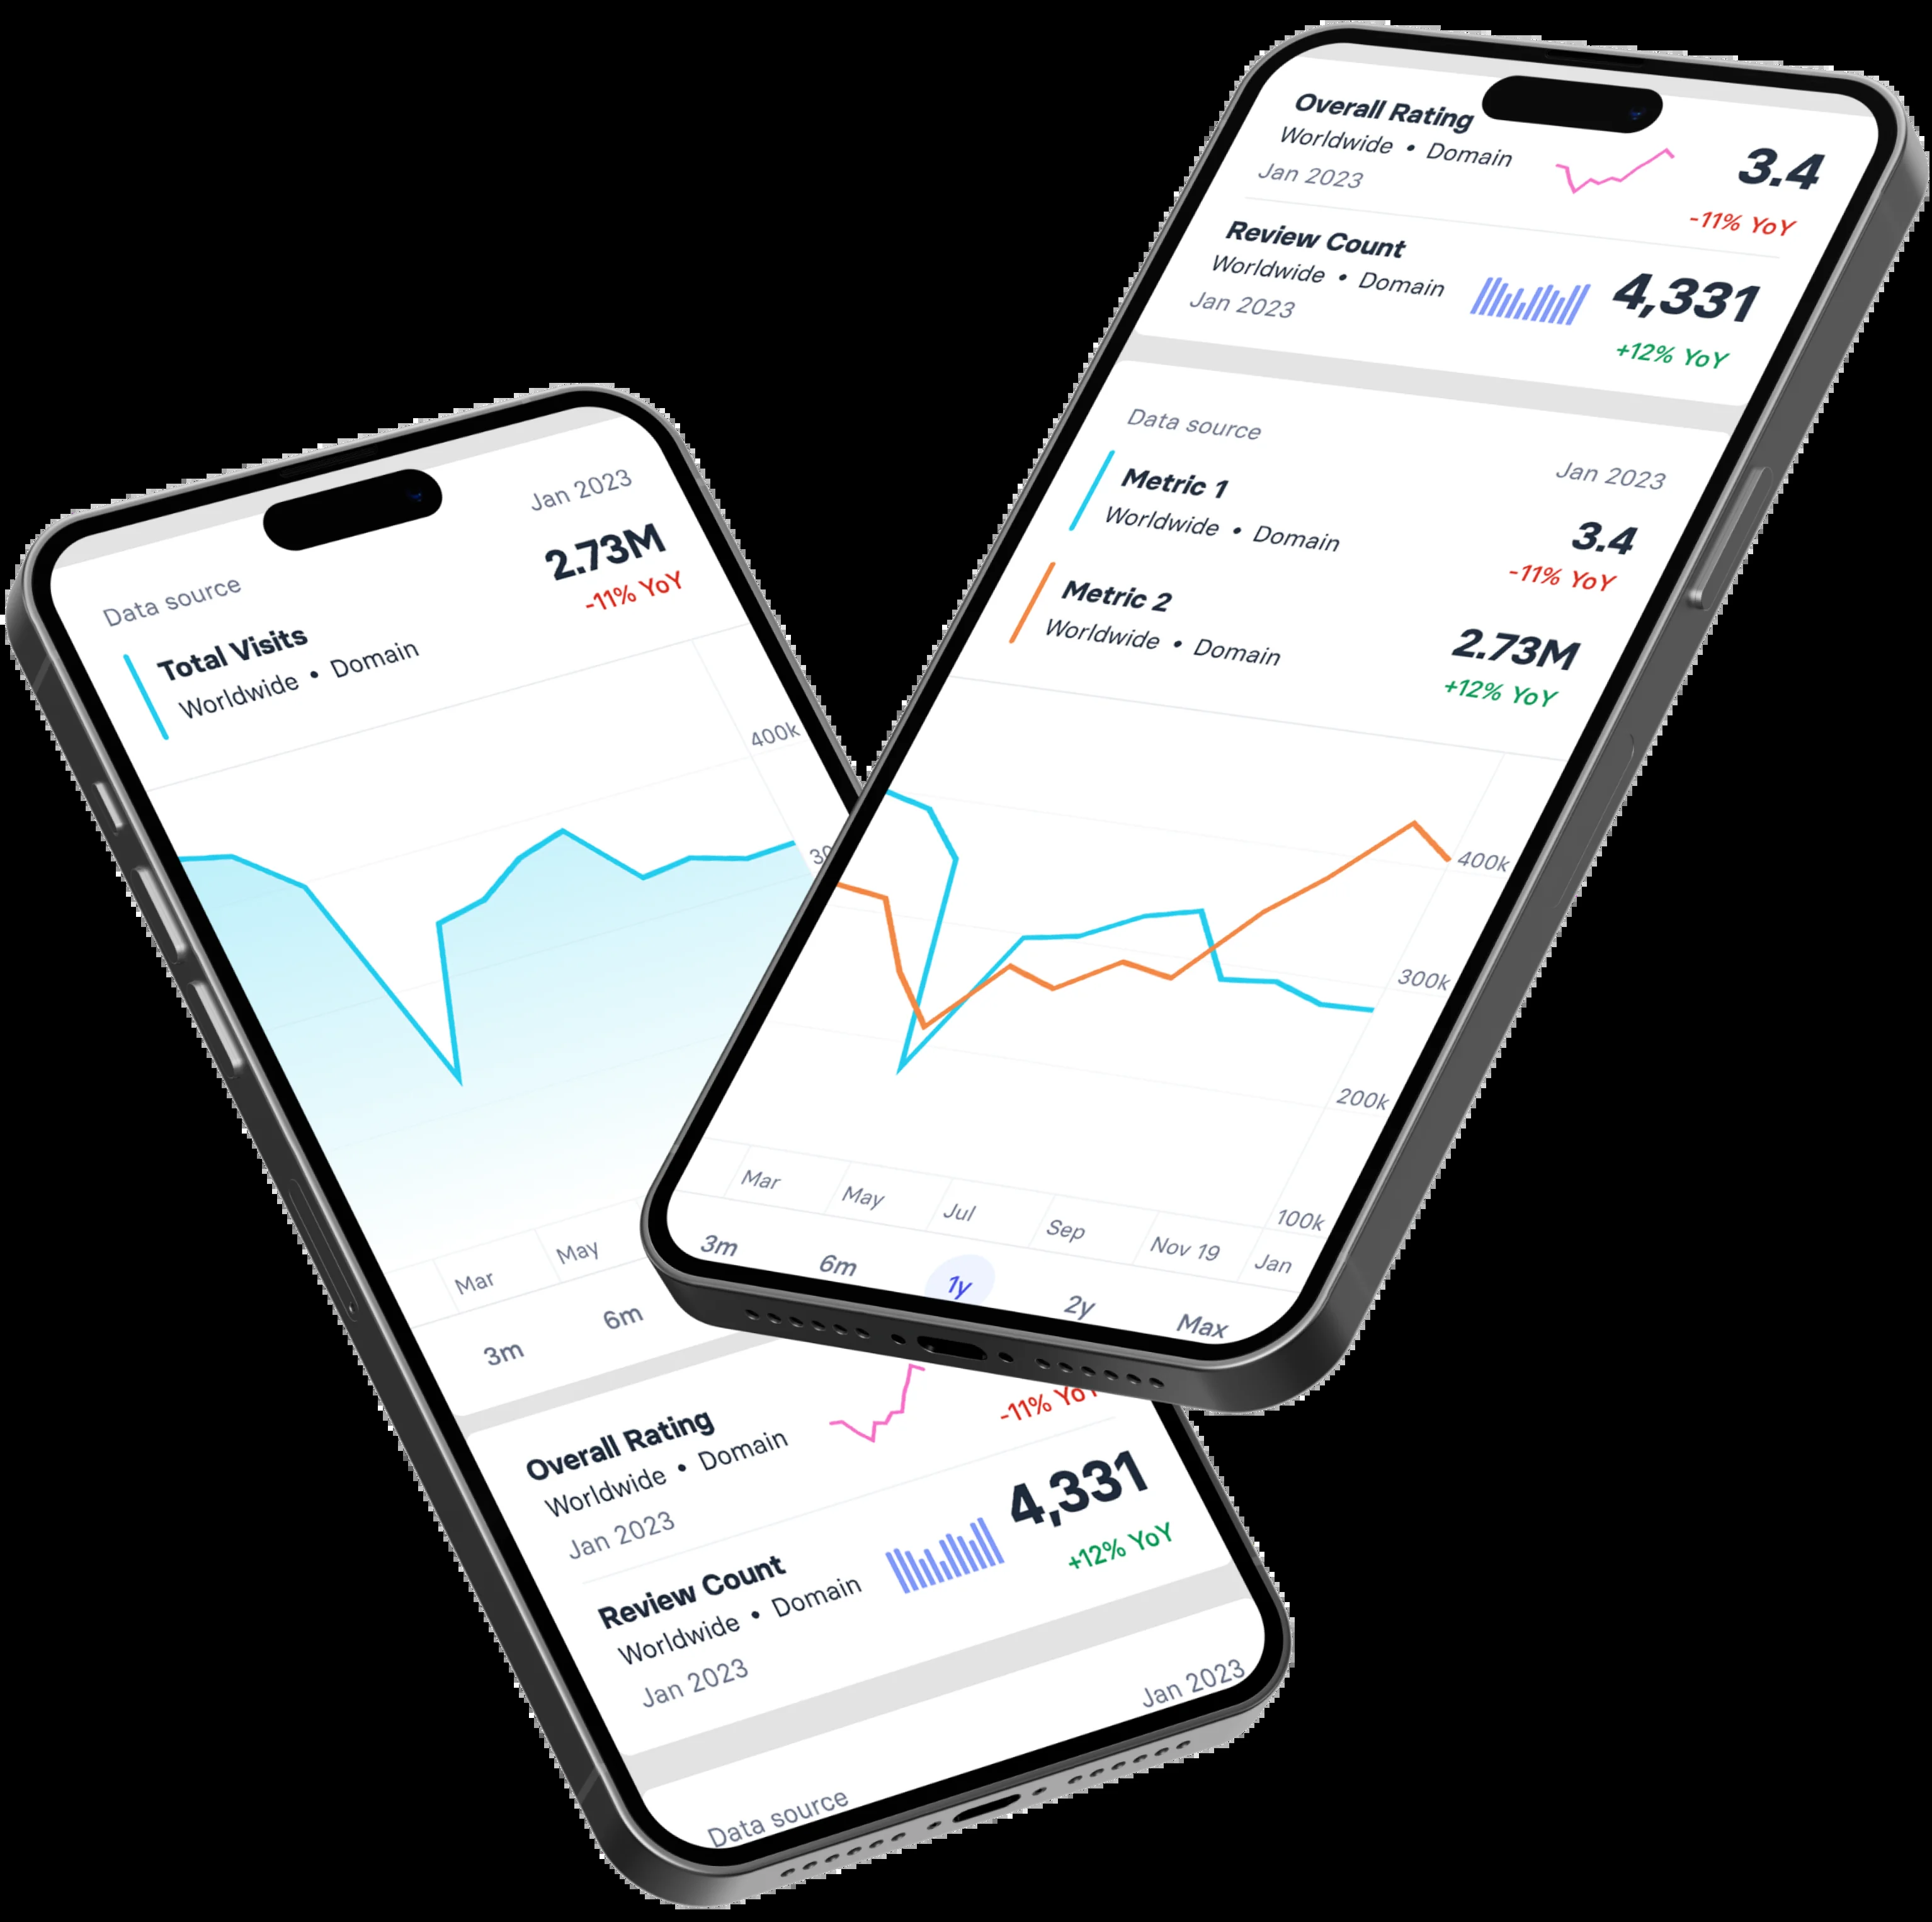 Jan 2023
2.73M
-11% YoY
Data source
Total Visits
Worldwide • Domain
400k
Mar
May
3m
6m
Overall Rating
Worldwide • Domain
Jan 2023
-11% YoY
Review Count
Worldwide • Domain
Jan 2023
4,331
+12% YoY
Jan 2023
Data source
Overall Rating
Worldwide • Domain
Jan 2023
3.4
-11% YoY
Review Count
Worldwide • Domain
Jan 2023
4,331
+12% YoY
Data source
Jan 2023
Metric 1
Worldwide • Domain
3.4
-11% YoY
Metric 2
Worldwide • Domain
2.73M
+12% YoY
400k
300k
200k
100k
Mar
May
Jul
Sep
Nov 19
Jan
3m
6m
1y
2y
Max